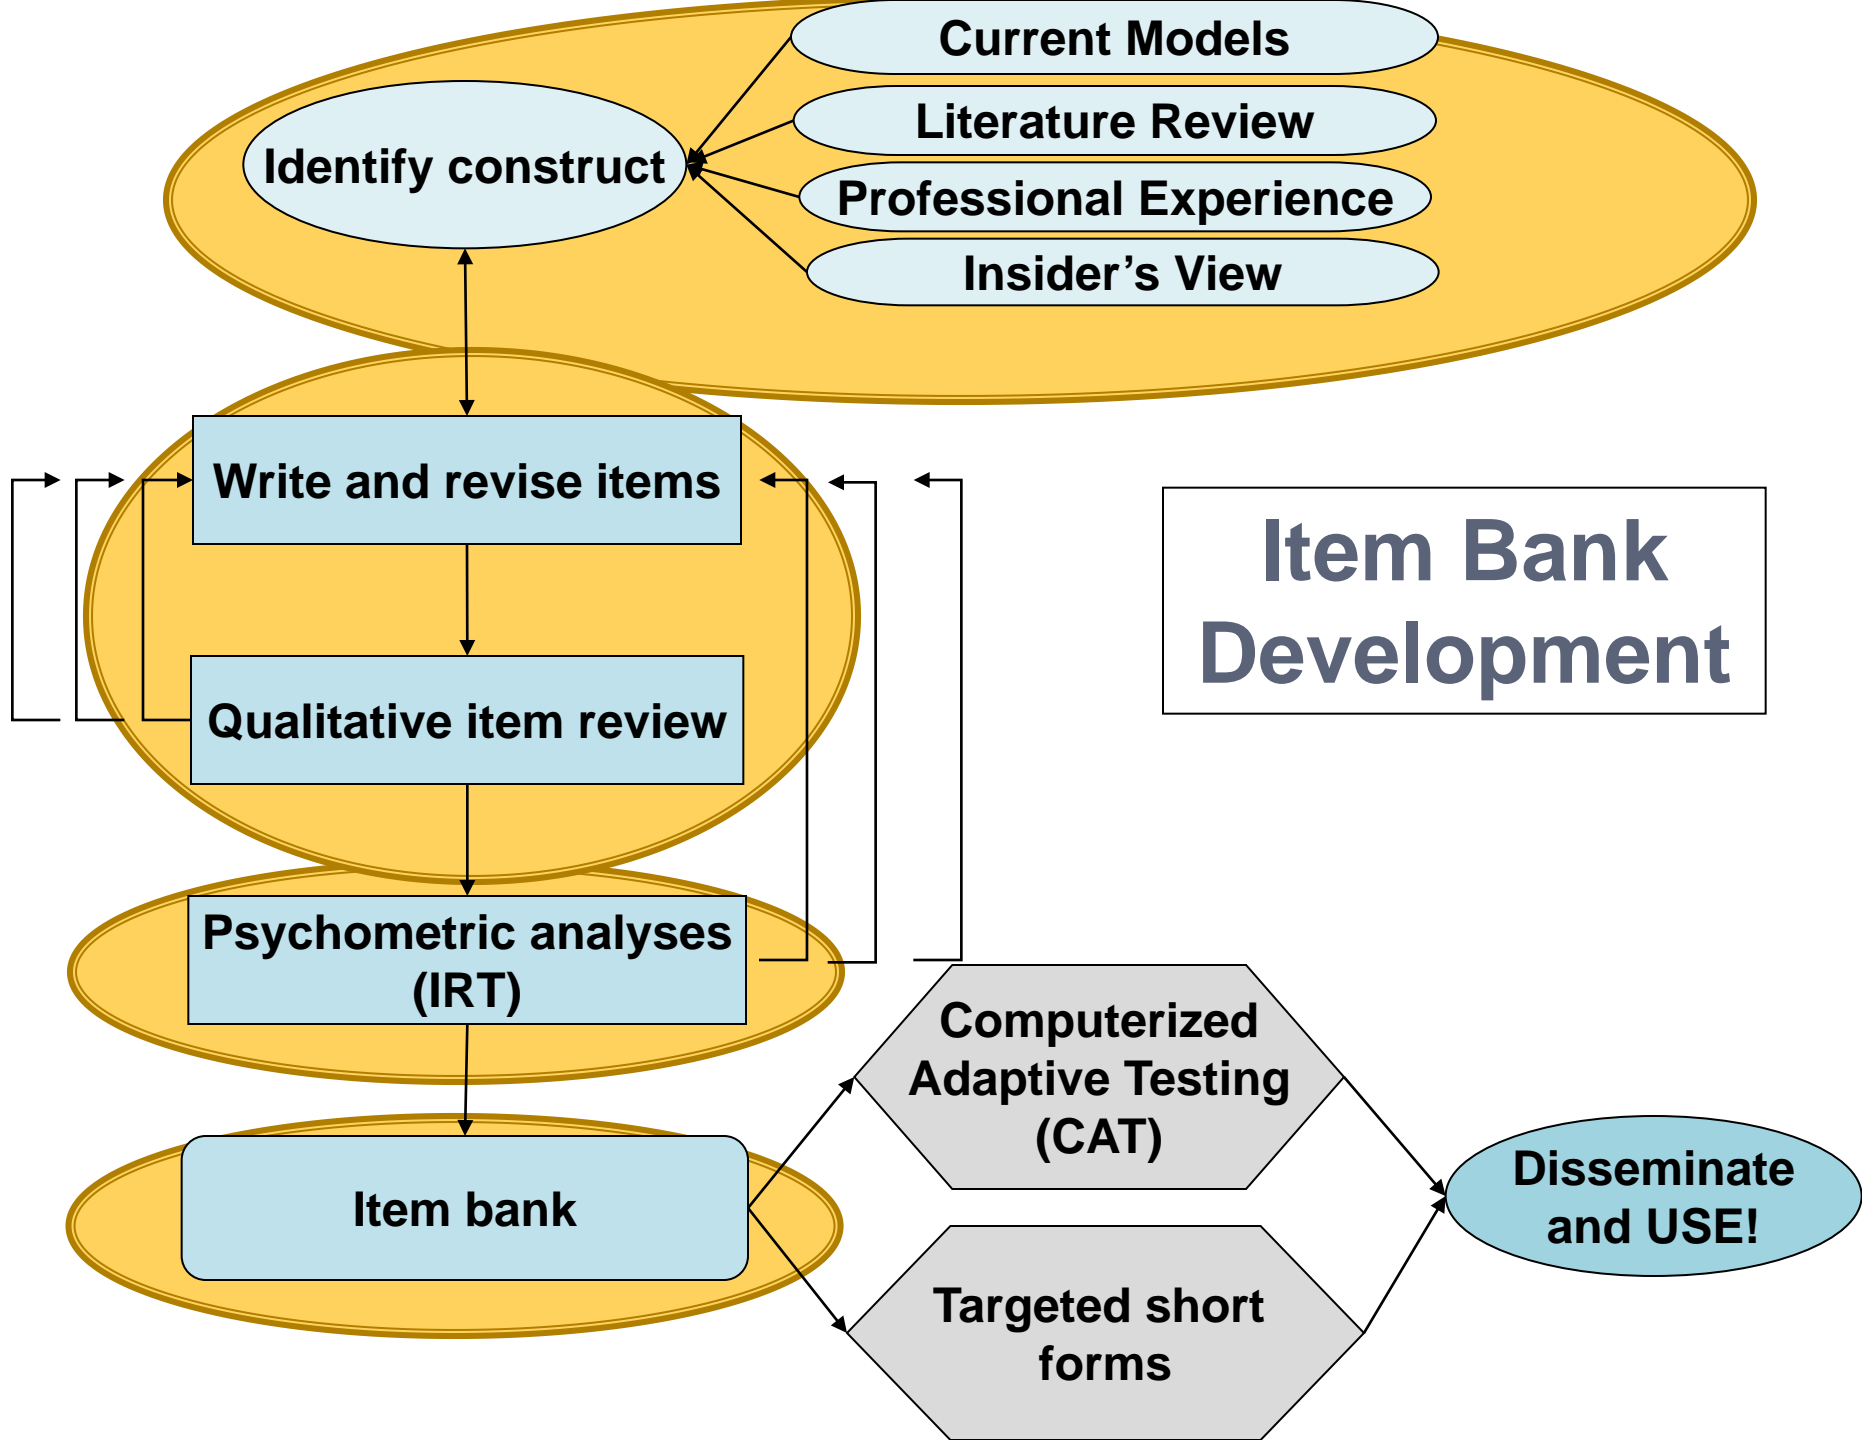 Current Models
Literature Review
Identify construct
Professional Experience
Insider’s View
Write and revise items
Item Bank
Development
Qualitative item review
Psychometric analyses
(IRT)
Computerized
Adaptive Testing
(CAT)
Item bank
Disseminate
and USE!
Targeted short
forms